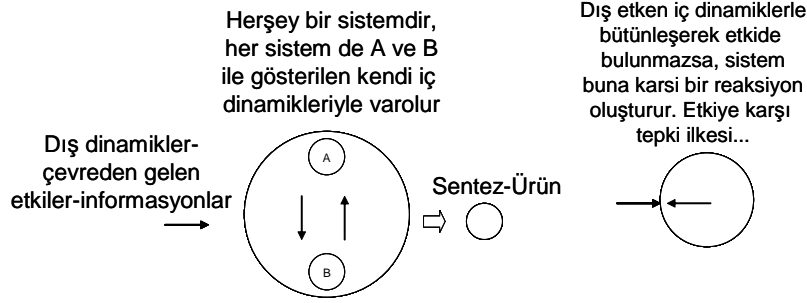 Herşey bir sistemdir,
her sistem de A ve B
ile gösterilen kendi iç
dinamikleriyle varolur
Dış dinamikler-
çevreden gelen
etkiler-informasyonlar
A
B
Sentez-Ürün
Dış etken iç dinamiklerle
bütünleşerek etkide
bulunmazsa, sistem
buna karsi bir reaksiyon
oluşturur. Etkiye karşı
tepki ilkesi...